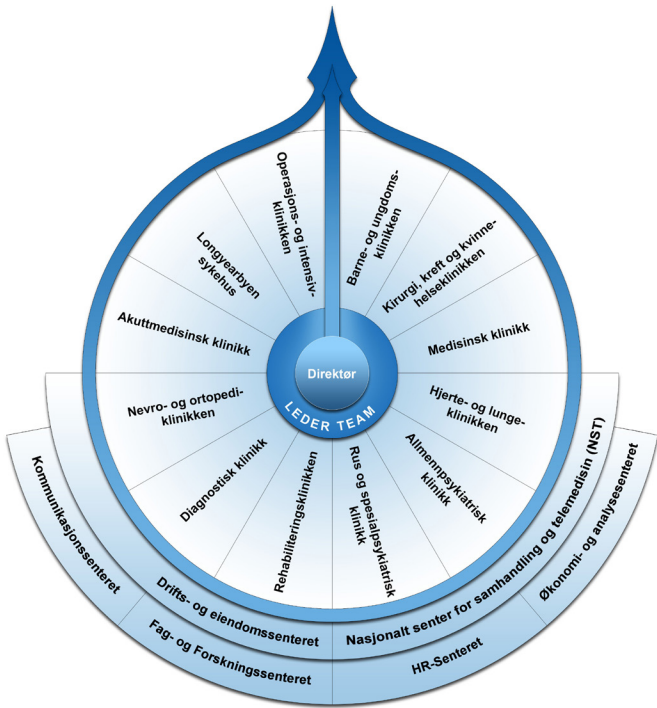 Operasjons- og intensiv-
klinikken
Barne- og ungdoms-
klinikken
Kirurgi, kreft og kvinne-
helseklinikken
Medisinsk klinikk
Hjerte- og lunge-
klinikken
Allmennpsykiatrisk
klinikk
Rus og spesialpsykiatrisk
klinikk
Rehabiliteringsklinikken
Diagnostisk klinikk
Nevro- og ortopedi-
klinikken
Akuttmedisinsk klinikk
Longyearbyen
sykehus
Direktør
LEDER TEAM
Drifts- og eiendomssenteret
Nasjonalt senter for samhandling og telemedisin (NST)
Kommunikasjonssenteret
Fag- og Forskningssenteret
HR-Senteret
Økonomi- og analysesenteret